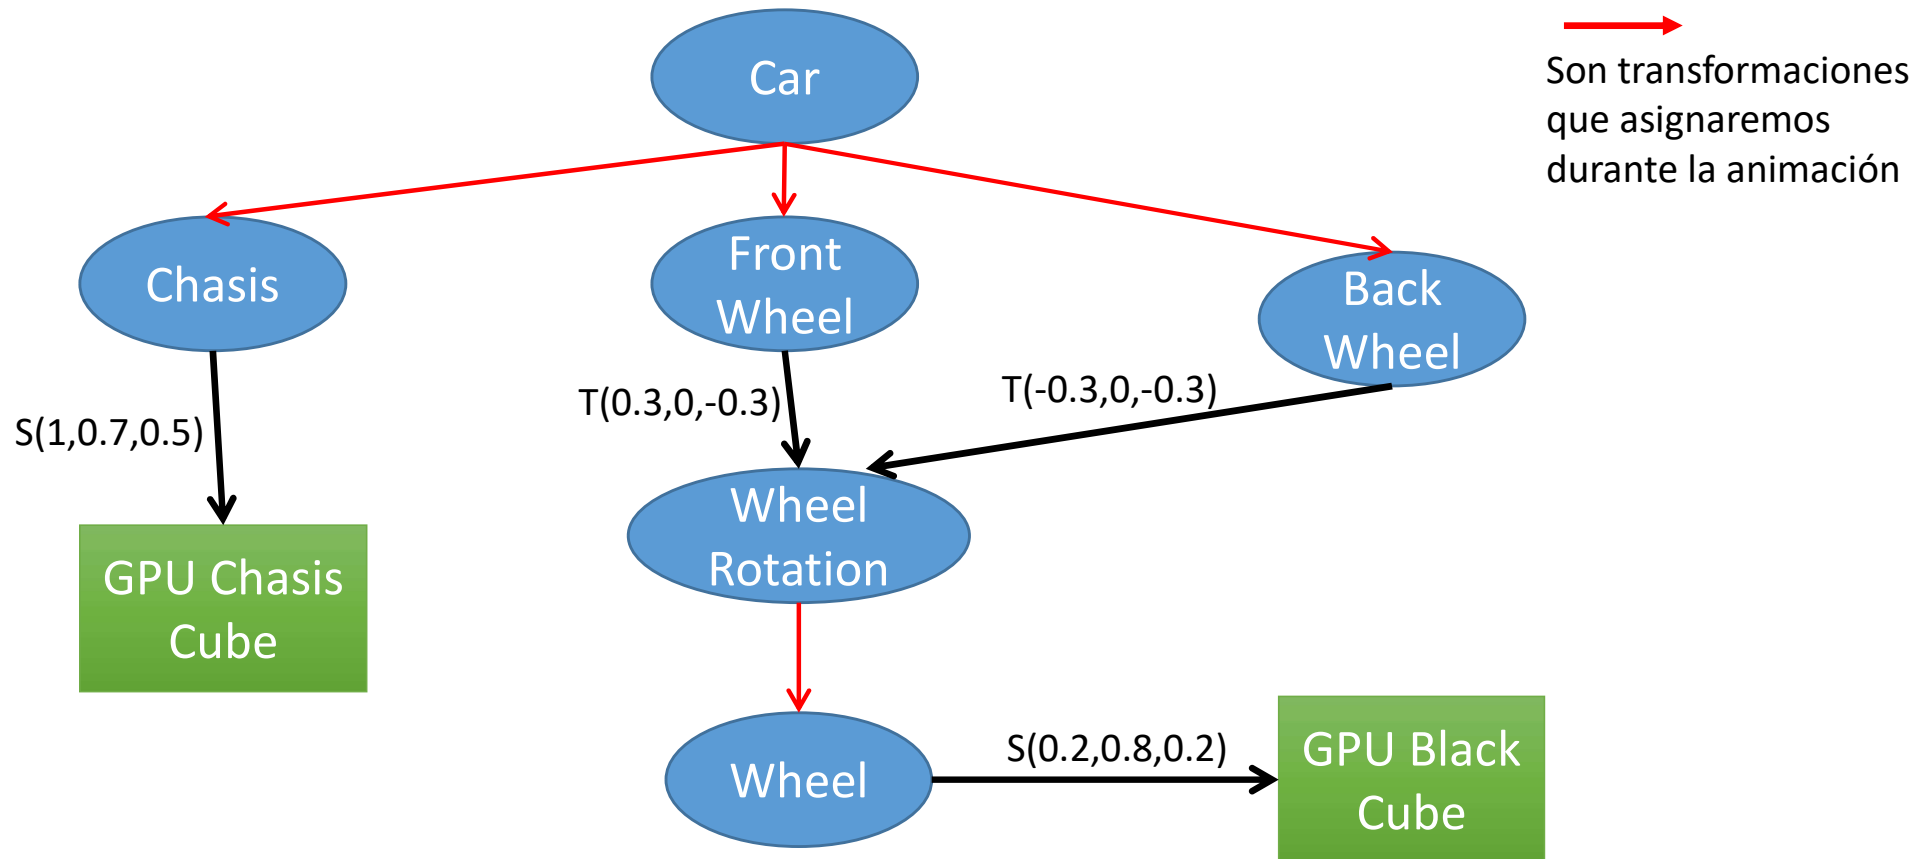 Car
Son transformaciones
que asignaremos
durante la animación
Chasis
Front
Wheel
Back
Wheel
S(1,0.7,0.5)
T(0.3,0,-0.3)
T(-0.3,0,-0.3)
Wheel
Rotation
GPU Chasis
Cube
Wheel
S(0.2,0.8,0.2)
GPU Black
Cube